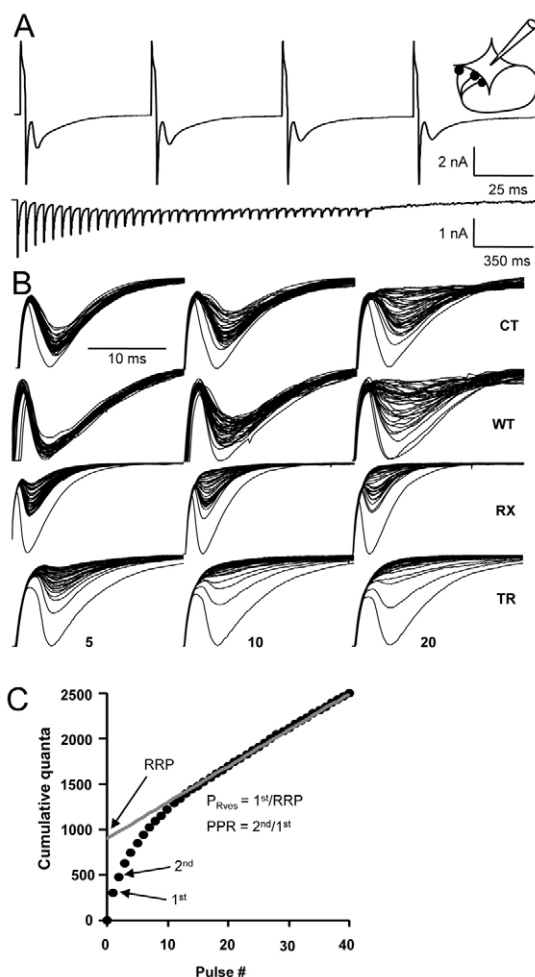 A
2 nA
25 ms
1 nA
350 ms
B
10 ms
CT
WT
RX
TR
5 10 20
C
2500
2000
1500
1000
500
0
Cumulative quanta
RRP
P_Rves = 1st/RRP
PPR = 2nd/1st
2nd
1st
0 10 20 30 40
Pulse #